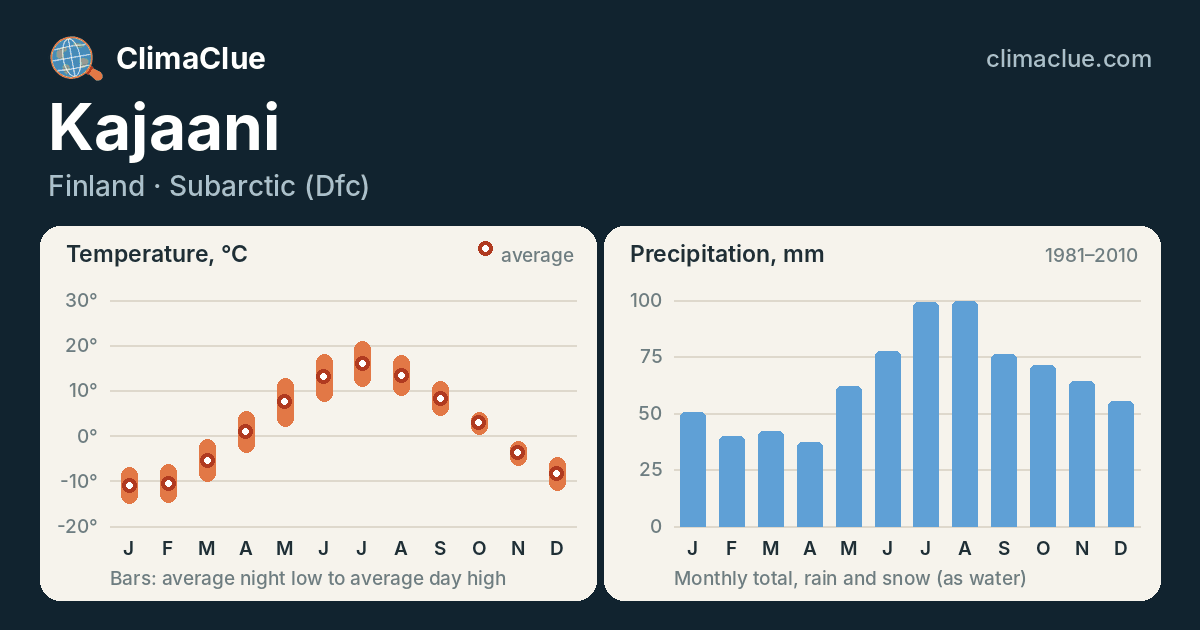 ClimaClue
climaclue.com
Kajaani
Finland · Subarctic (Dfc)
Temperature, °C
average
30°
20°
10°
0°
-10°
-20°
J F M A M J J A S O N D
Bars: average night low to average day high
Precipitation, mm
1981–2010
100
75
50
25
0
J F M A M J J A S O N D
Monthly total, rain and snow (as water)